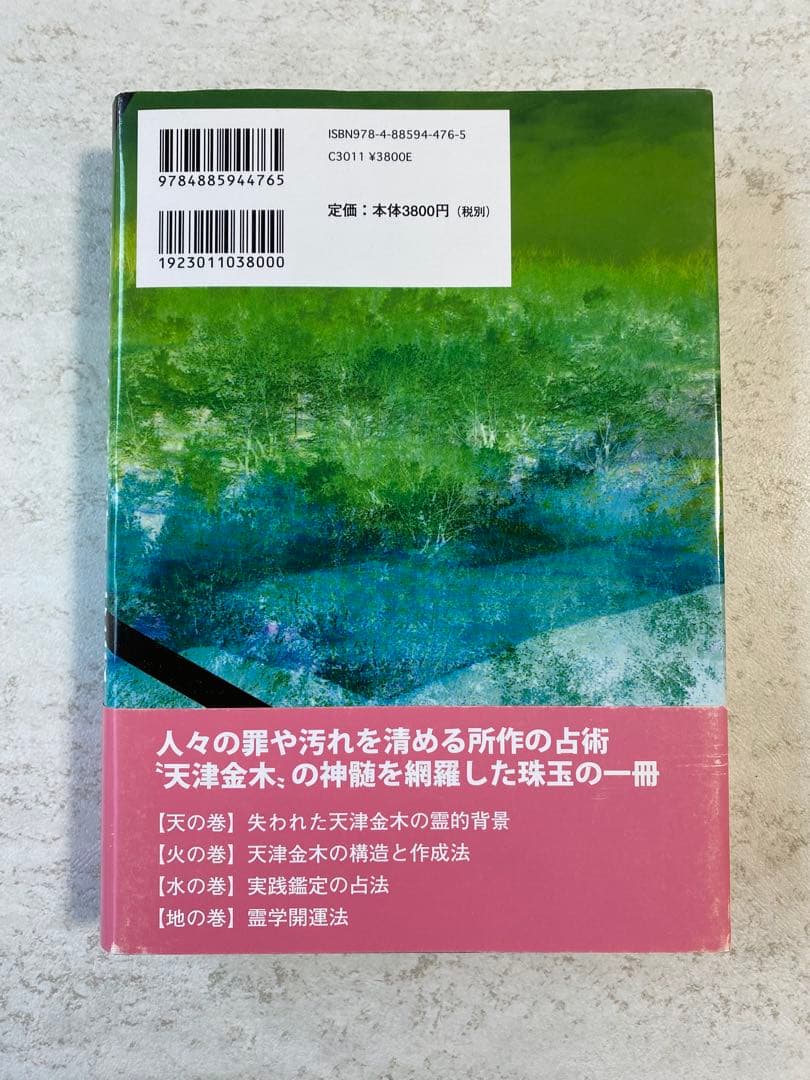 ISBN978-4-88594-476-5
C3011 ¥3800E
9784885944765
定価：本体3800円（税別）
1923011038000
人々の罪や汚れを清める所作の占術
〝天津金木〟の神髄を網羅した珠玉の一冊
【天の巻】失われた天津金木の霊的背景
【火の巻】天津金木の構造と作成法
【水の巻】実践鑑定の占法
【地の巻】霊学開運法